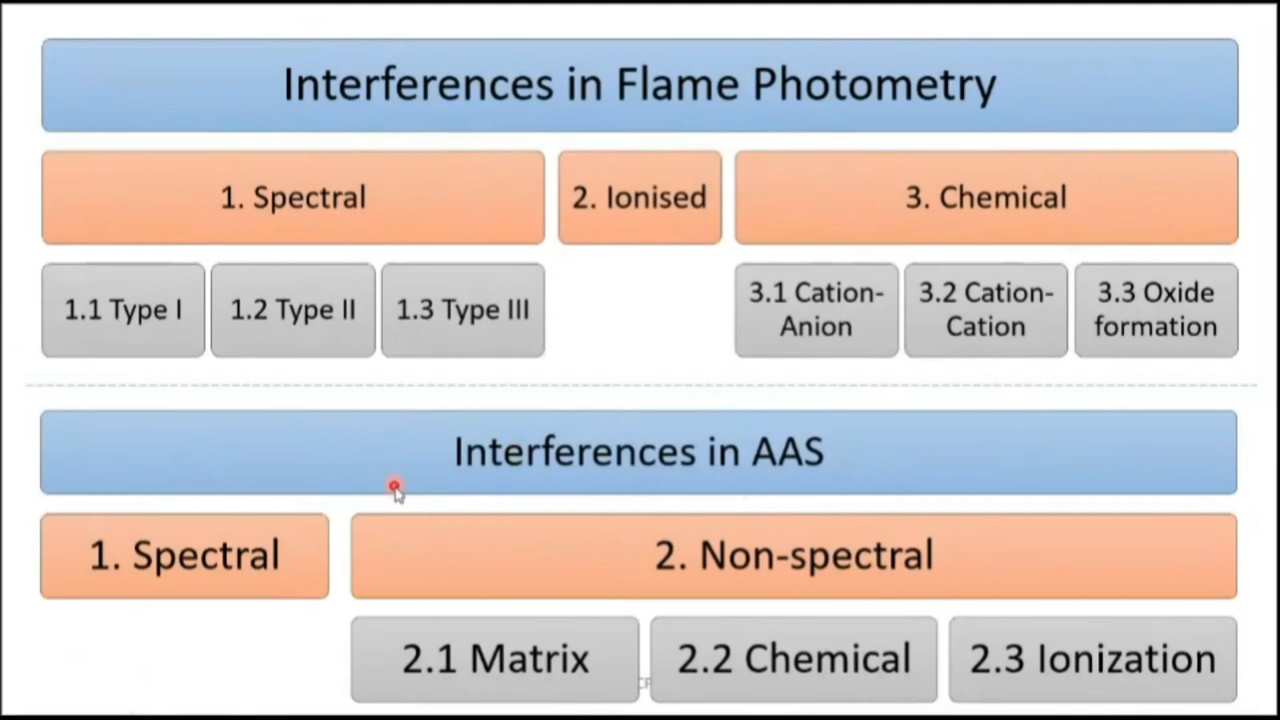 Interferences in Flame Photometry
1. Spectral
2. Ionised
3. Chemical
1.1 Type I
1.2 Type II
1.3 Type III
3.1 Cation-
Anion
3.2 Cation-
Cation
3.3 Oxide
formation
Interferences in AAS
1. Spectral
2. Non-spectral
2.1 Matrix
2.2 Chemical
2.3 Ionization